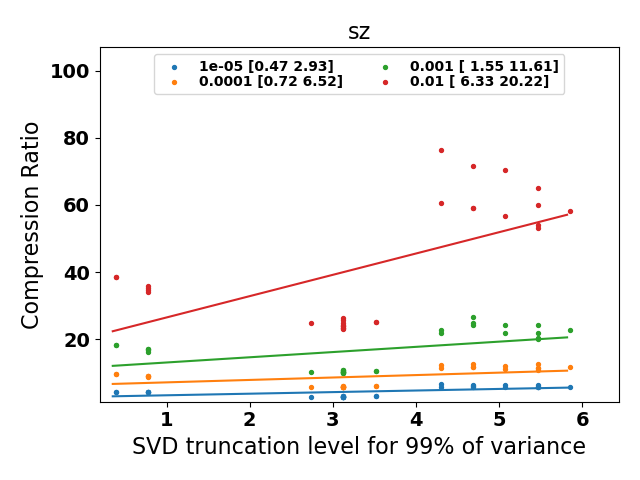 sz
1e-05 [0.47 2.93]
0.0001 [0.72 6.52]
0.001 [ 1.55 11.61]
0.01 [ 6.33 20.22]
Compression Ratio
100
80
60
40
20
1 2 3 4 5 6
SVD truncation level for 99% of variance